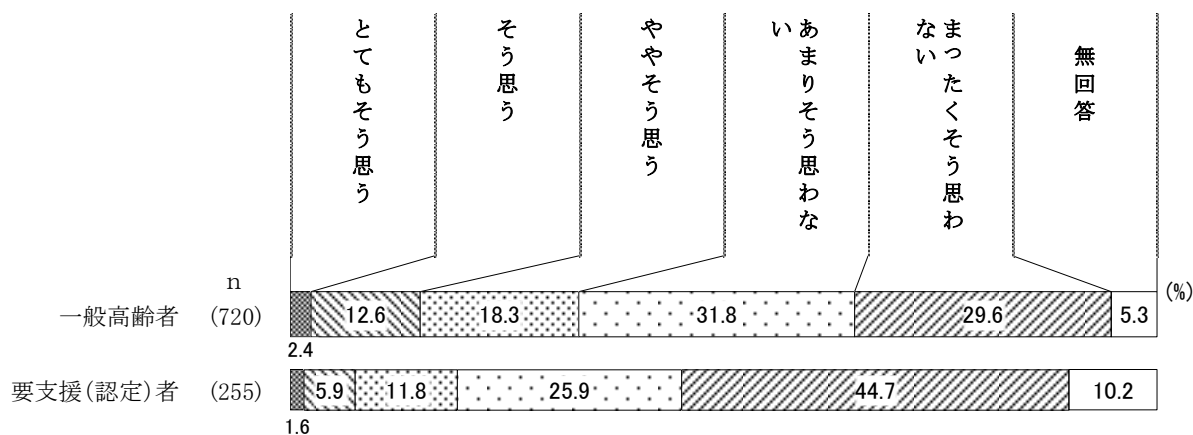 とてもそう思う
そう思う
ややそう思う
あまりそう思わな
い
まったくそう思わ
ない
無回答
(%)
n
一般高齢者 (720) 12.6 18.3 31.8 29.6 5.3
2.4
要支援(認定)者 (255) 5.9 11.8 25.9 44.7 10.2
1.6